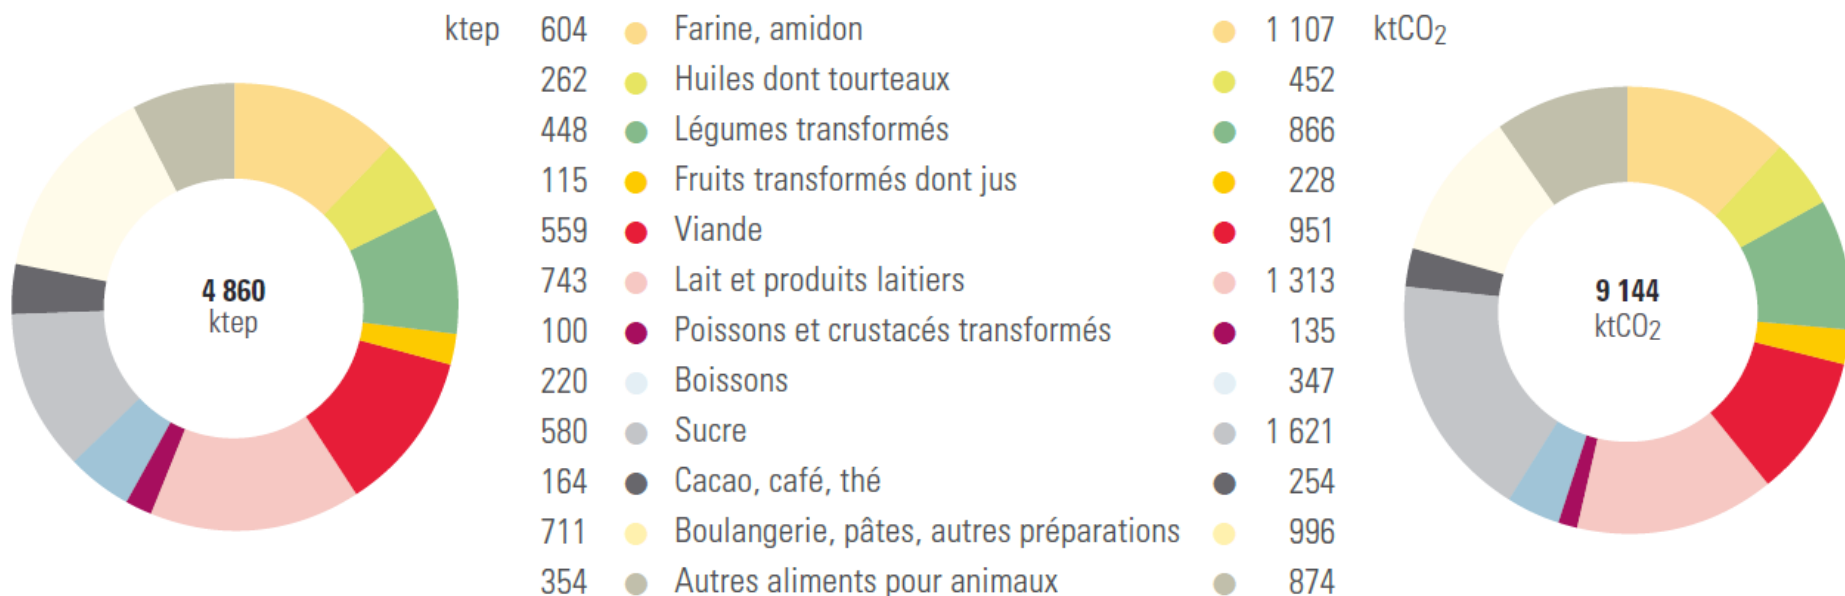 ktep 604 Farine, amidon 1 107 ktCO2
262 Huiles dont tourteaux 452
448 Légumes transformés 866
115 Fruits transformés dont jus 228
559 Viande 951
743 Lait et produits laitiers 1 313
100 Poissons et crustacés transformés 135
220 Boissons 347
580 Sucre 1 621
164 Cacao, café, thé 254
711 Boulangerie, pâtes, autres préparations 996
354 Autres aliments pour animaux 874
4 860
ktep
9 144
ktCO2